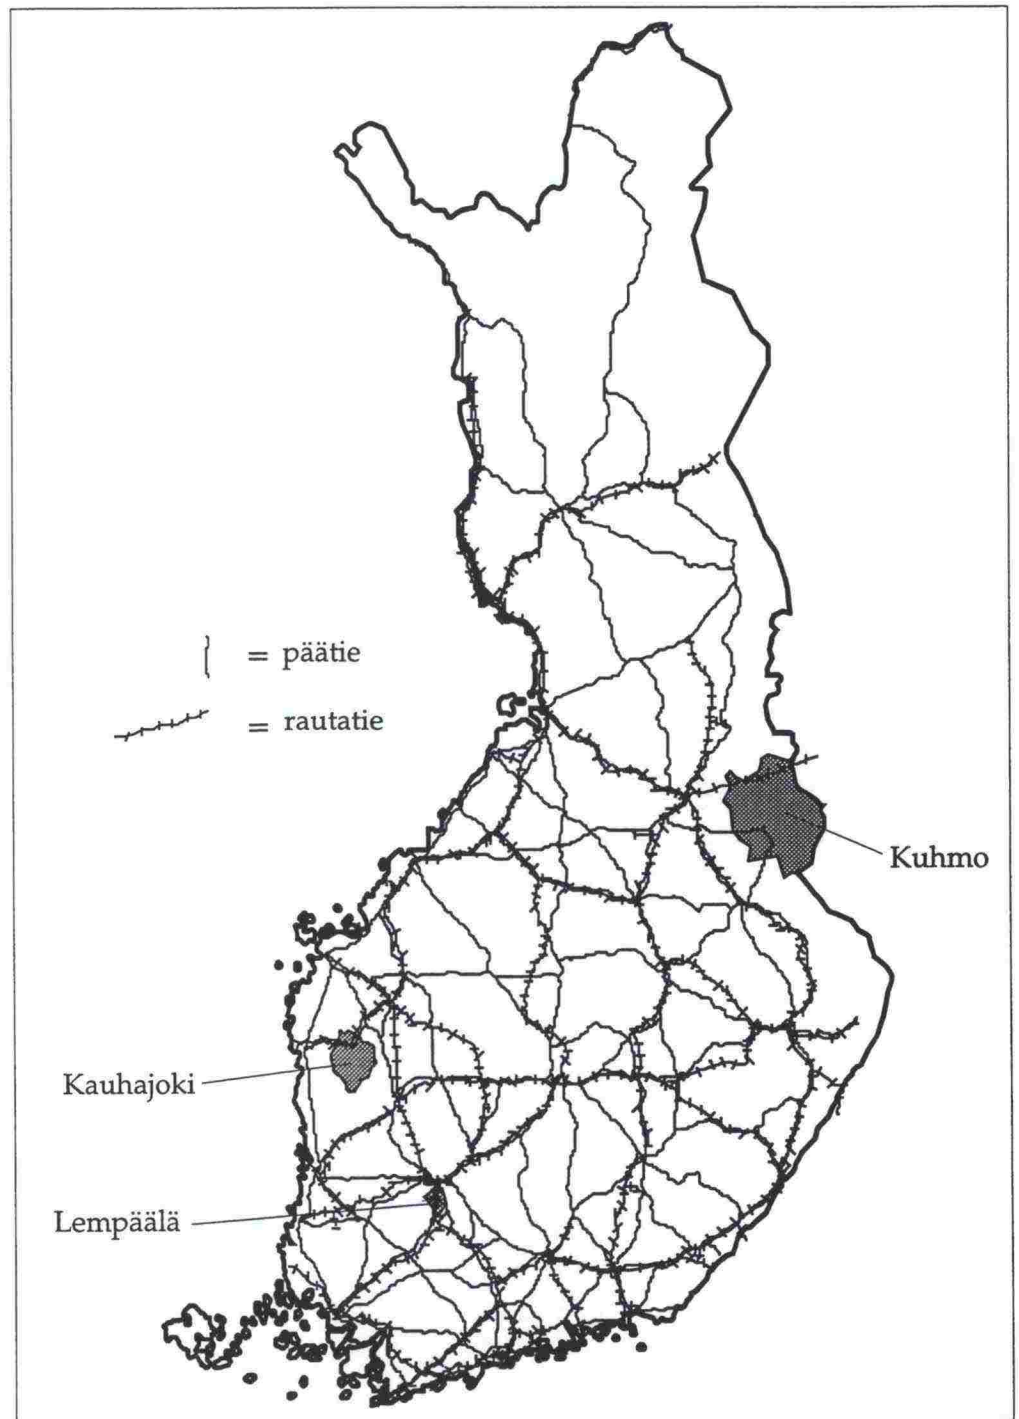 = päätie
= rautatie
Kuhmo
Kauhajoki
Lempäälä